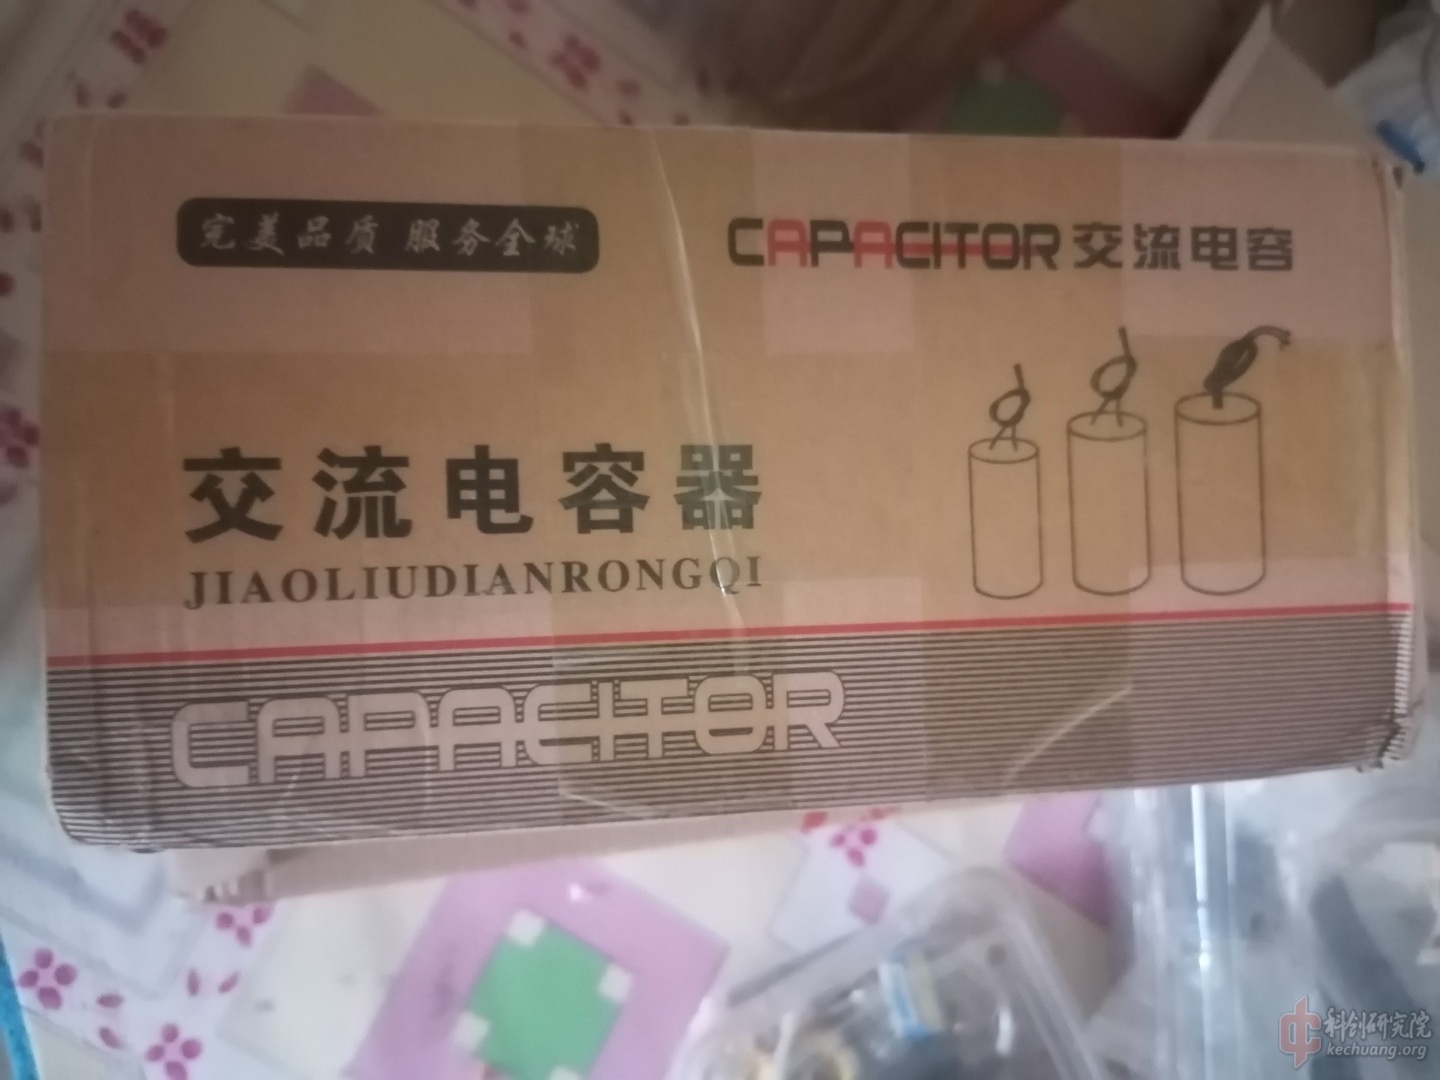 完美品质 服务全球
CAPACITOR 交流电容
交流电容器
JIAOLIUDIANRONGQI
CAPACITOR
科创研究院
kechuang.org